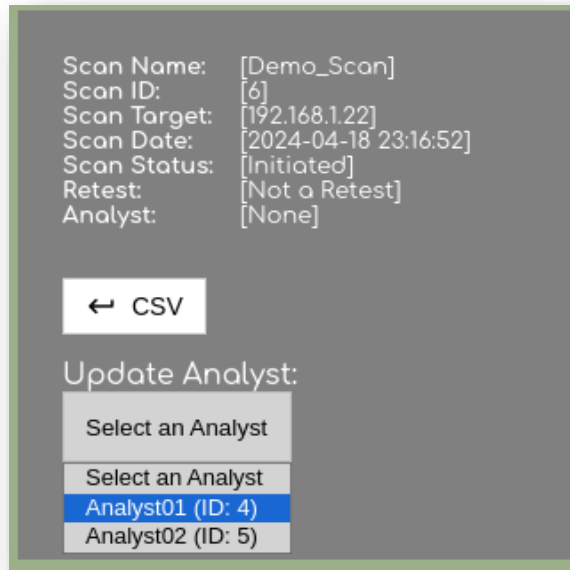 Scan Name: [Demo_Scan]
Scan ID: [6]
Scan Target: [192.168.1.22]
Scan Date: [2024-04-18 23:16:52]
Scan Status: [Initiated]
Retest: [Not a Retest]
Analyst: [None]
↩ CSV
Update Analyst:
Select an Analyst
Select an Analyst
Analyst01 (ID: 4)
Analyst02 (ID: 5)